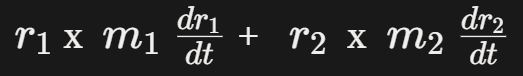 r₁ x m₁ dr₁/dt + r₂ x m₂ dr₂/dt